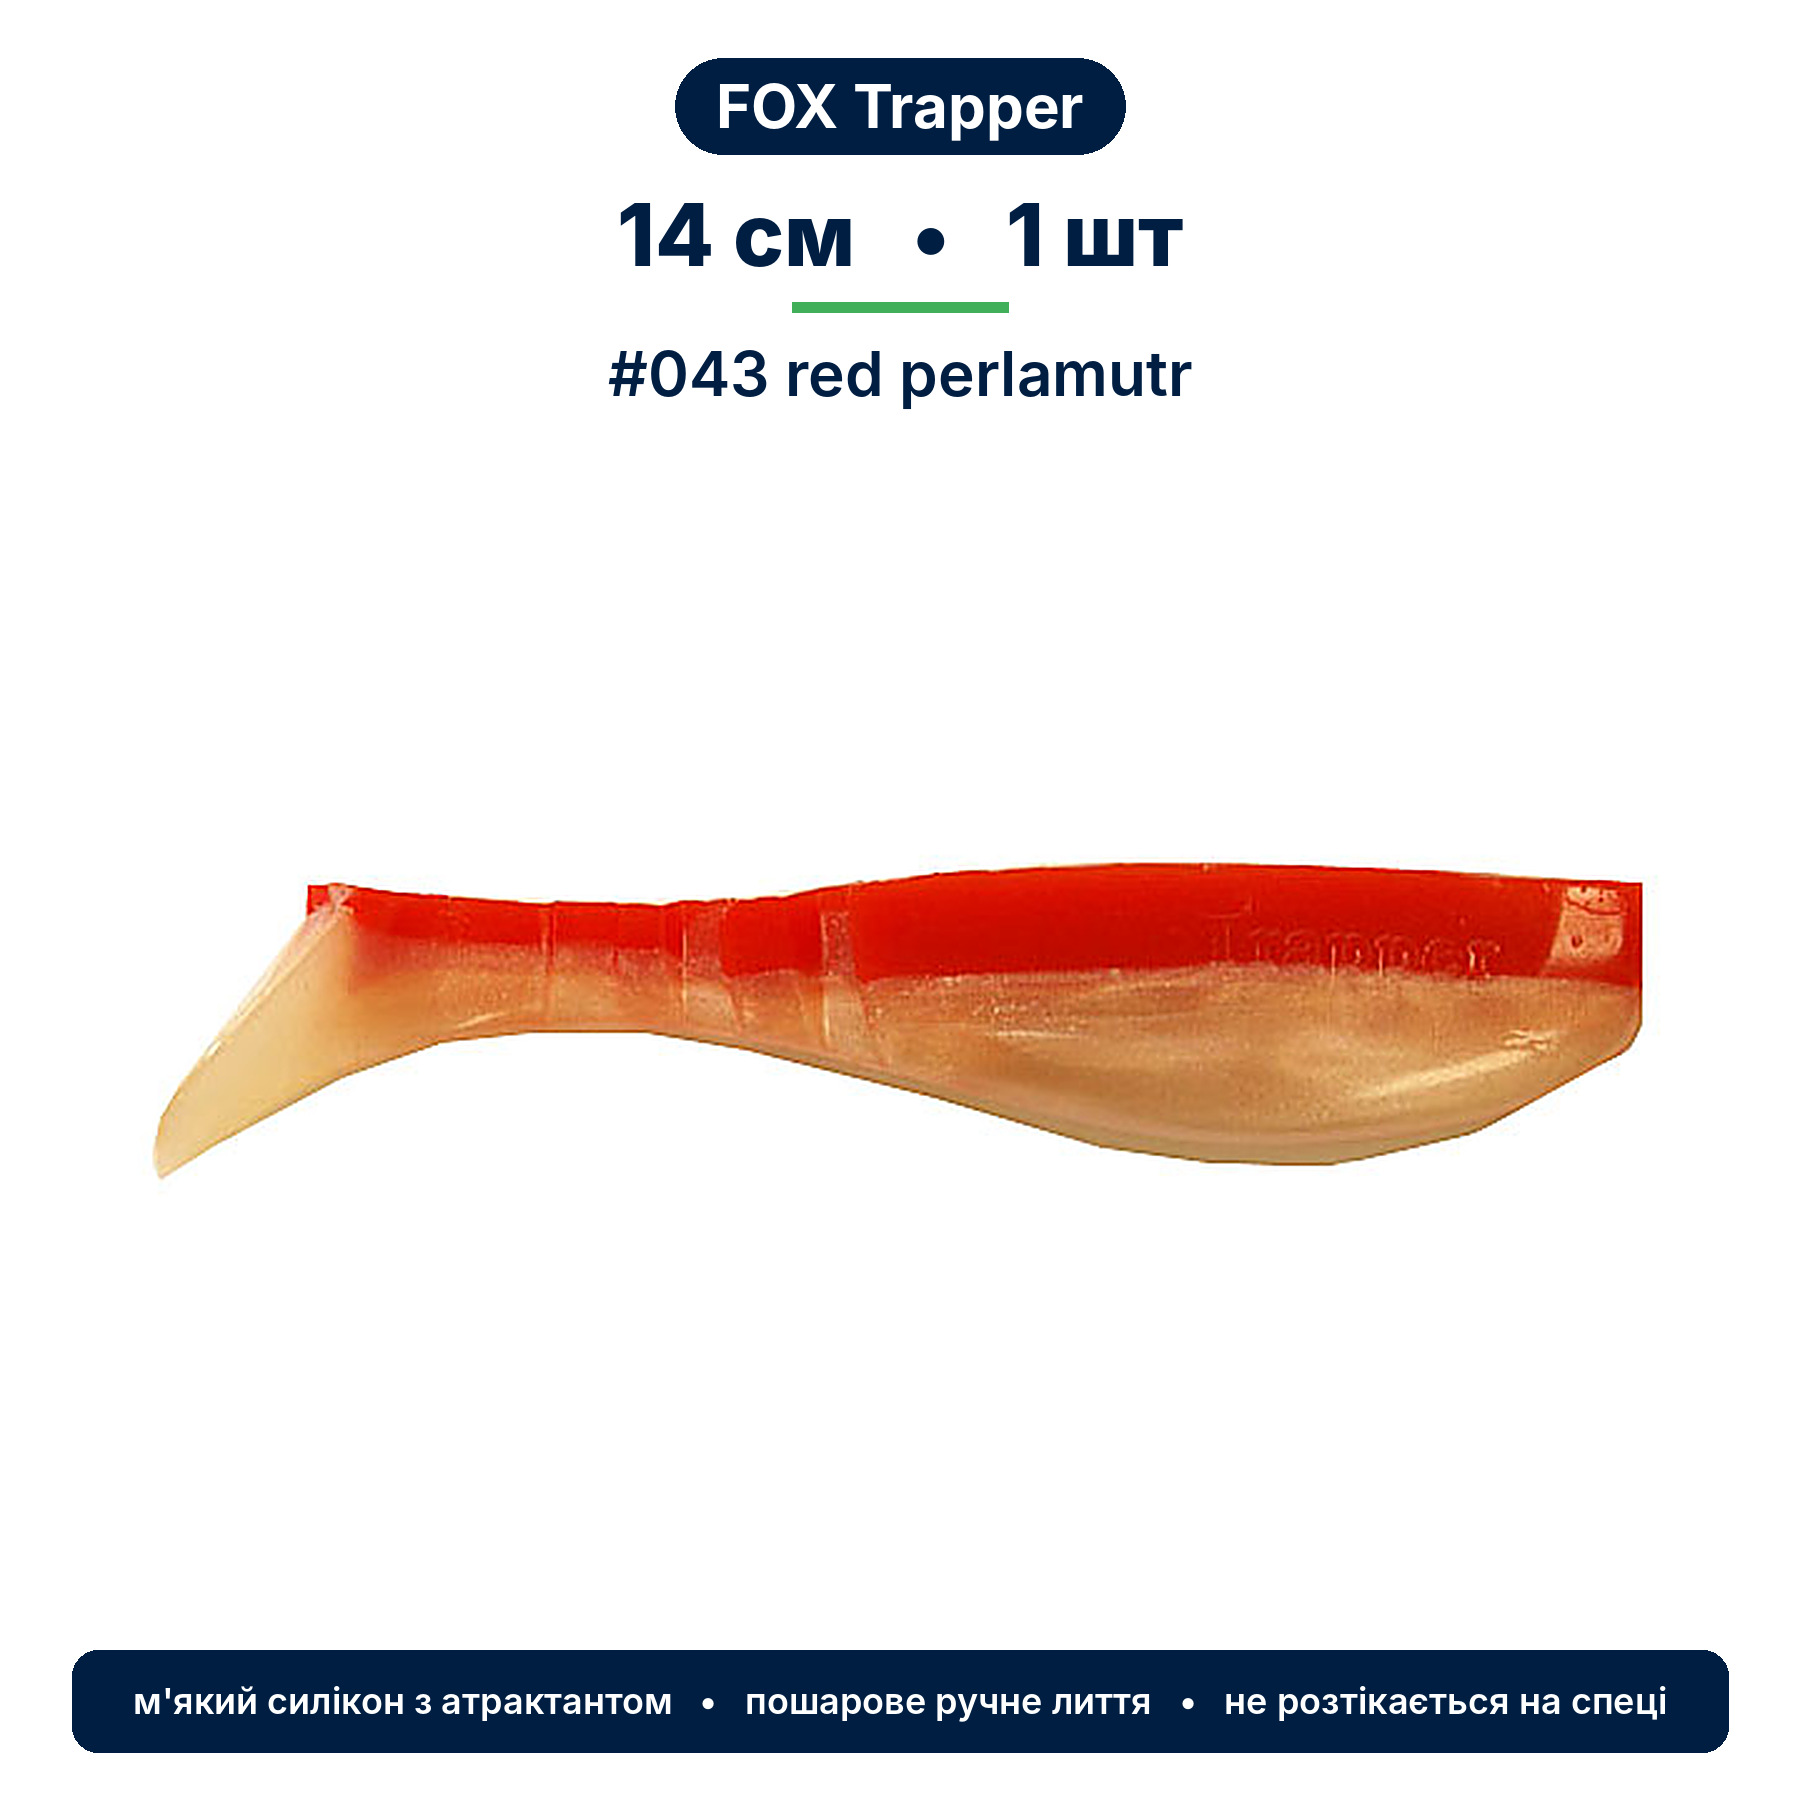 FOX Trapper
14 см • 1 шт
#043 red perlamutr
Trapper
м'який силікон з атрактантом • пошарове ручне лиття • не розтікається на спеці